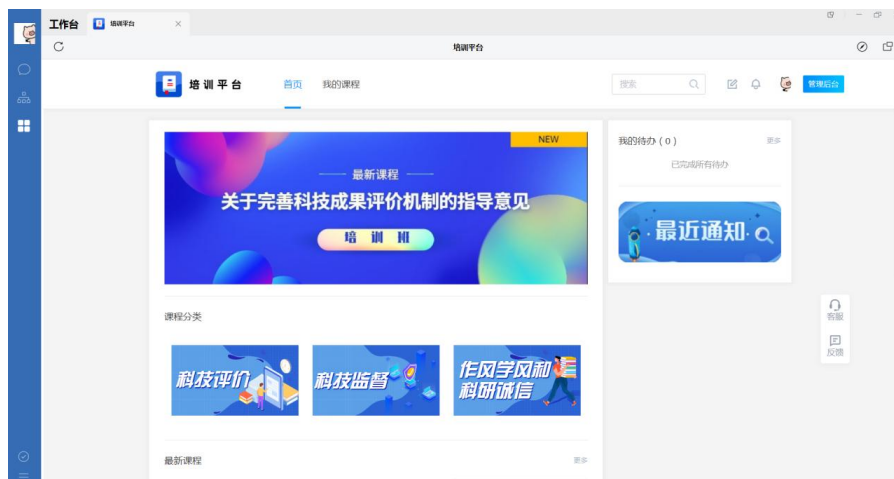 工作台
培训平台
培训平台
培训平台
首页
我的课程
搜索
管理后台
NEW
最新课程
关于完善科技成果评价机制的指导意见
培训班
我的待办(0)
更多
已完成所有待办
最近通知
客服
反馈
课程分类
科技评价
科技监督
作风学风和
科研诚信
最新课程
更多